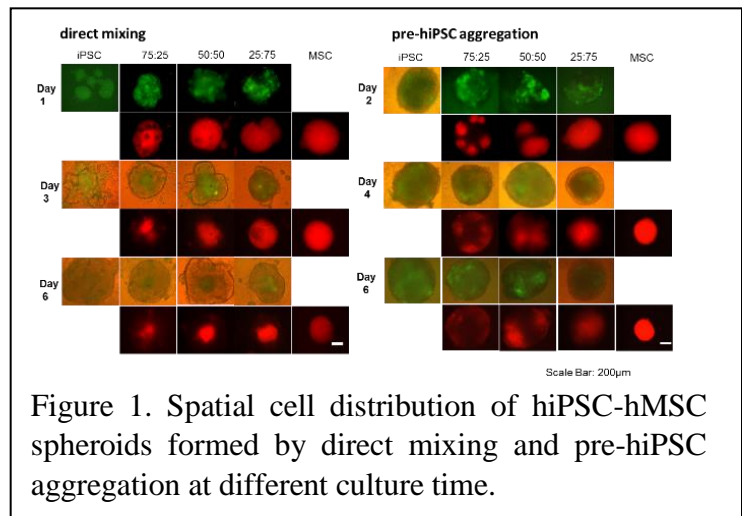 direct mixing
pre-hiPSC aggregation
iPSC 75:25 50:50 25:75 MSC
iPSC 75:25 50:50 25:75 MSC
Day
1
Day
3
Day
6
Day
2
Day
4
Day
6
Scale Bar: 200μm
Figure 1. Spatial cell distribution of hiPSC-hMSC
spheroids formed by direct mixing and pre-hiPSC
aggregation at different culture time.